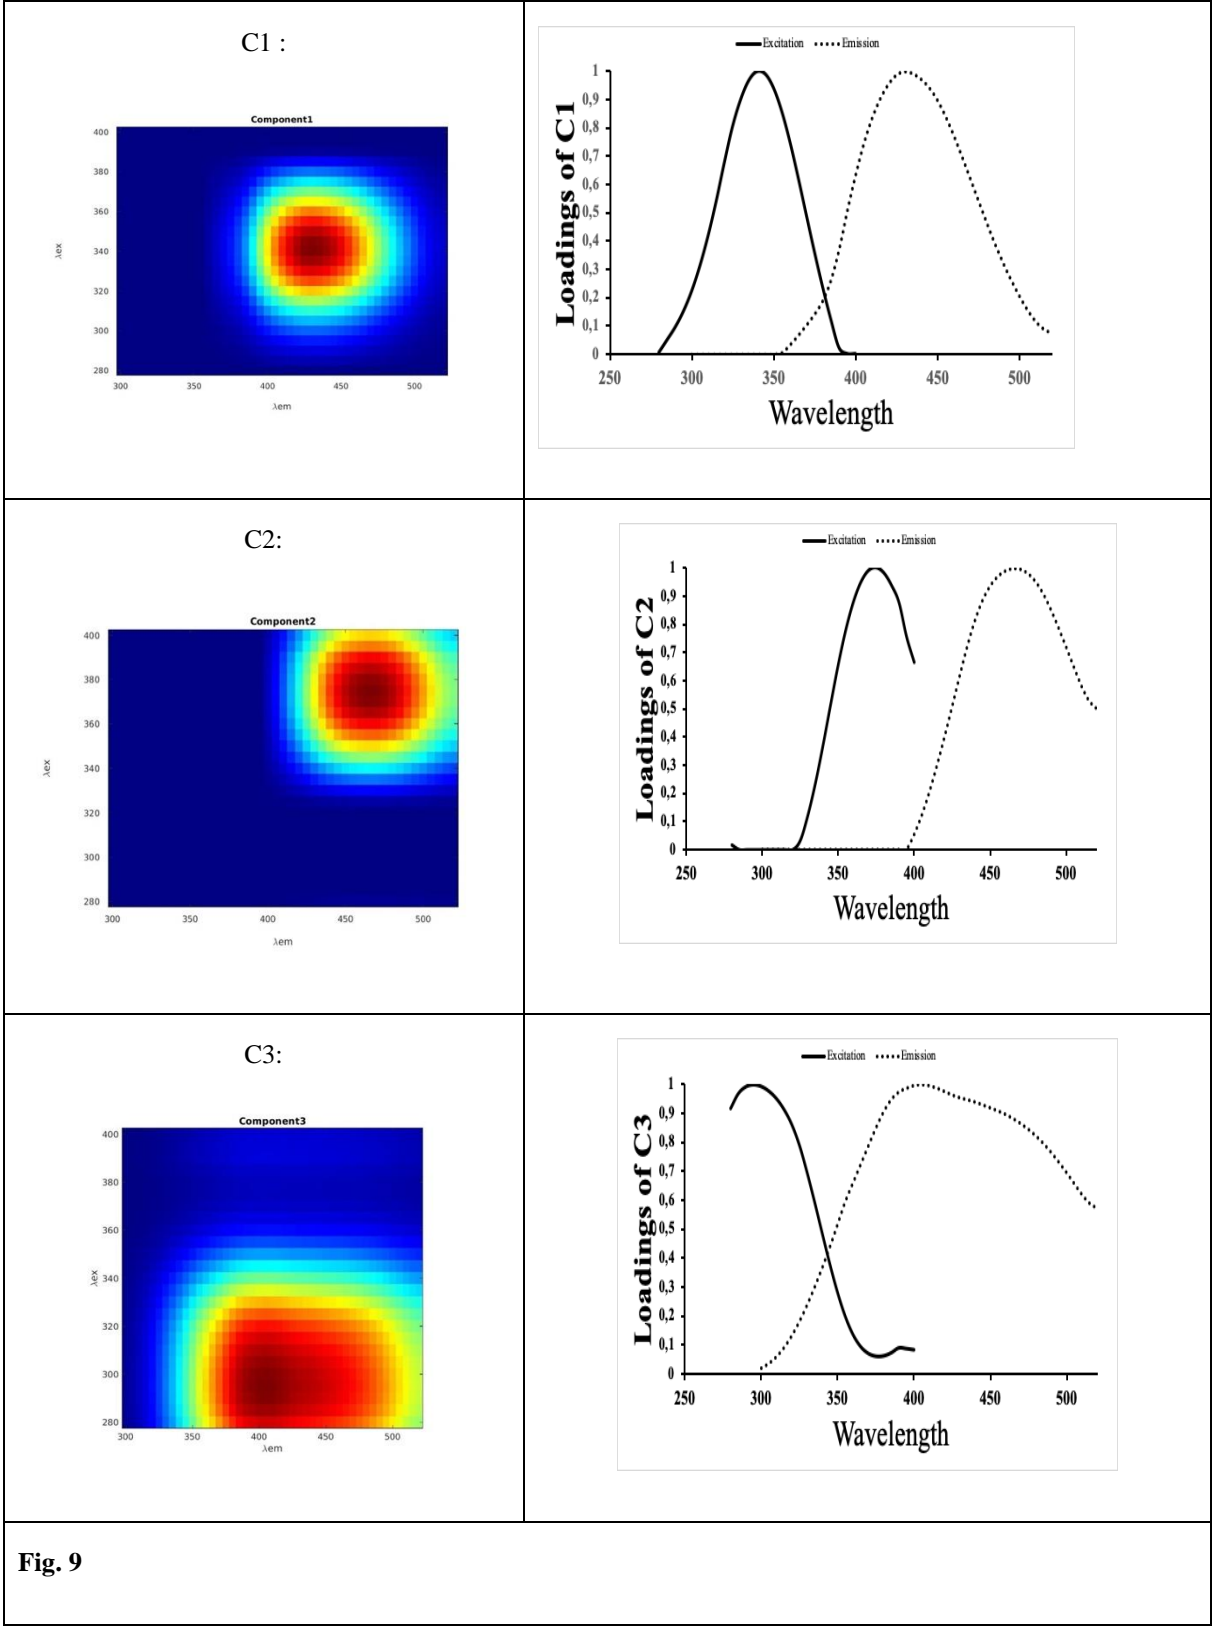 C1 :
Component1
400
380
360
340
320
300
280
λex
300 350 400 450 500
λem
Excitation Emission
Loadings of C1
1
0,9
0,8
0,7
0,6
0,5
0,4
0,3
0,2
0,1
0
250 300 350 400 450 500
Wavelength
C2:
Component2
400
380
360
340
320
300
280
λex
300 350 400 450 500
λem
Excitation Emission
Loadings of C2
1
0,9
0,8
0,7
0,6
0,5
0,4
0,3
0,2
0,1
0
250 300 350 400 450 500
Wavelength
C3:
Component3
400
380
360
340
320
300
280
λex
300 350 400 450 500
λem
Excitation Emission
Loadings of C3
1
0,9
0,8
0,7
0,6
0,5
0,4
0,3
0,2
0,1
0
250 300 350 400 450 500
Wavelength
Fig. 9